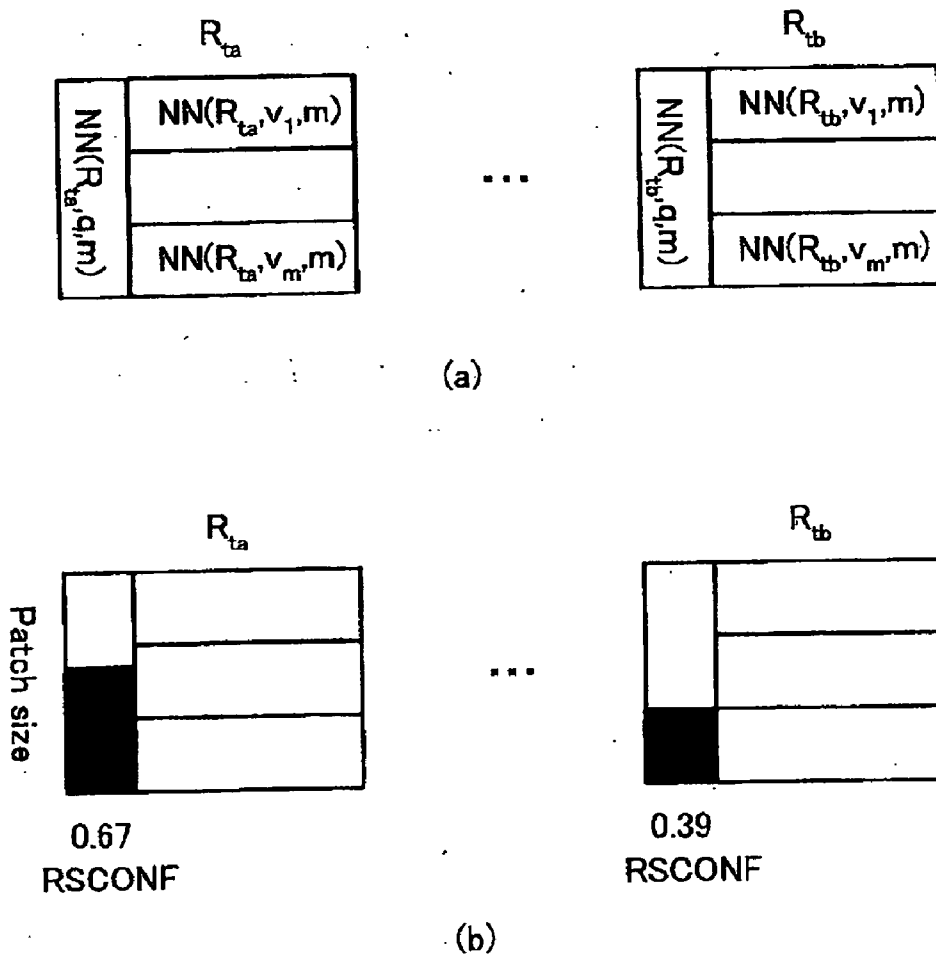 R_ta R_tb
NN(R_ta,q,m) NN(R_ta,v_1,m) NN(R_ta,v_m,m)
...
NN(R_tb,q,m) NN(R_tb,v_1,m) NN(R_tb,v_m,m)
(a)
R_ta R_tb
Patch size
...
0.67 0.39
RSCONF RSCONF
(b)